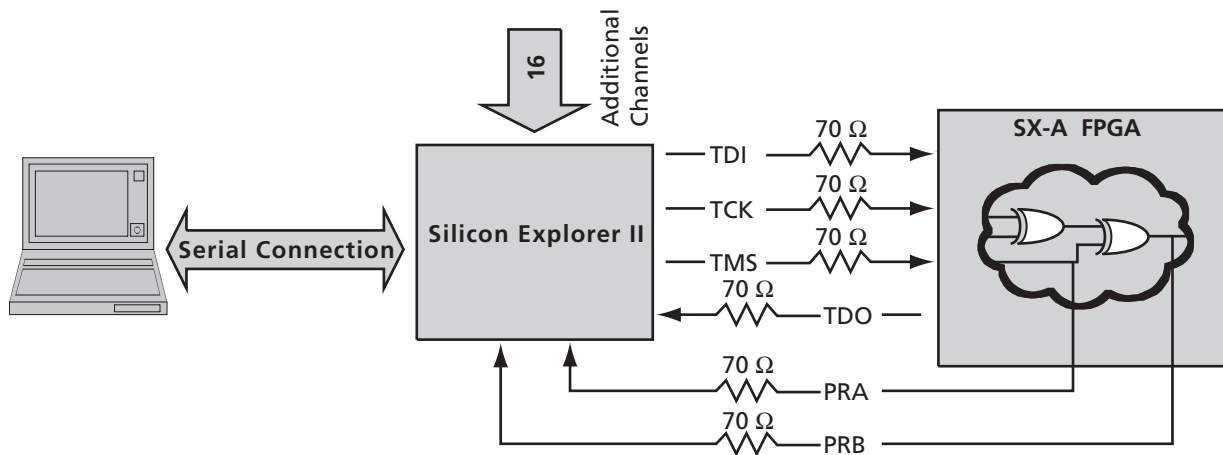 16
Additional
Channels
SX-A FPGA
70 Ω
TDI
70 Ω
TCK
Silicon Explorer II
Serial Connection
70 Ω
TMS
70 Ω
TDO
70 Ω
PRA
70 Ω
PRB